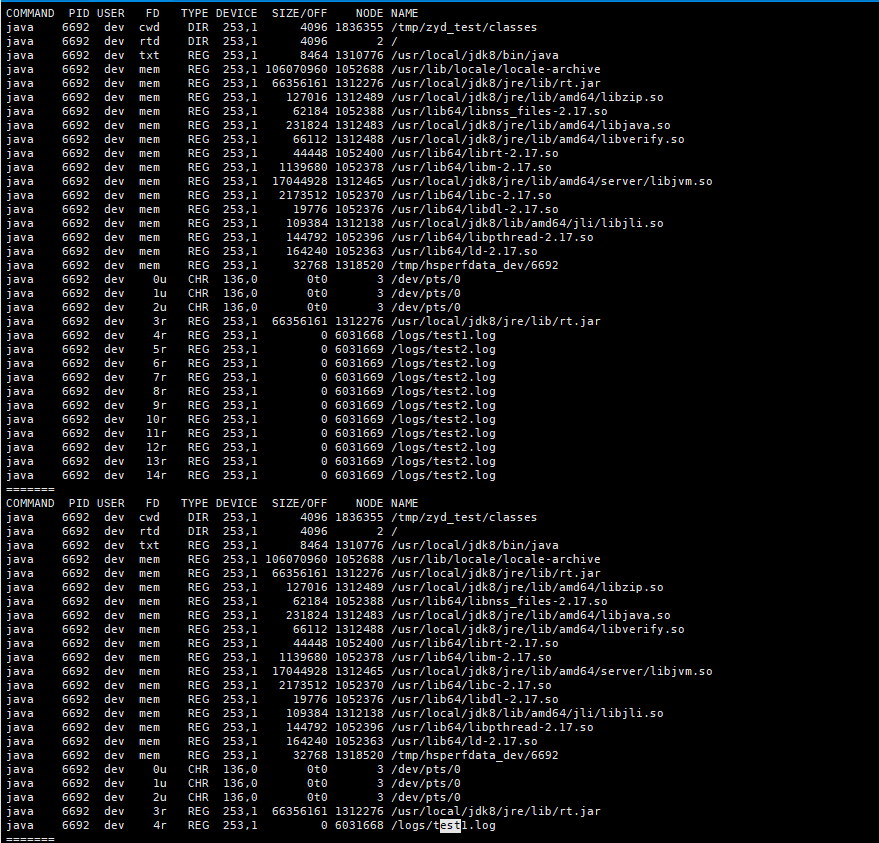 COMMAND  PID USER   FD   TYPE DEVICE  SIZE/OFF    NODE NAME
java    6692  dev  cwd    DIR  253,1      4096 1836355 /tmp/zyd_test/classes
java    6692  dev  rtd    DIR  253,1      4096       2 /
java    6692  dev  txt    REG  253,1      8464 1310776 /usr/local/jdk8/bin/java
java    6692  dev  mem    REG  253,1 106070960 1052688 /usr/lib/locale/locale-archive
java    6692  dev  mem    REG  253,1  66356161 1312276 /usr/local/jdk8/jre/lib/rt.jar
java    6692  dev  mem    REG  253,1    127016 1312489 /usr/local/jdk8/jre/lib/amd64/libzip.so
java    6692  dev  mem    REG  253,1     62184 1052388 /usr/lib64/libnss_files-2.17.so
java    6692  dev  mem    REG  253,1    231824 1312483 /usr/local/jdk8/jre/lib/amd64/libjava.so
java    6692  dev  mem    REG  253,1     66112 1312488 /usr/local/jdk8/jre/lib/amd64/libverify.so
java    6692  dev  mem    REG  253,1     44448 1052400 /usr/lib64/librt-2.17.so
java    6692  dev  mem    REG  253,1   1139680 1052378 /usr/lib64/libm-2.17.so
java    6692  dev  mem    REG  253,1  17044928 1312465 /usr/local/jdk8/jre/lib/amd64/server/libjvm.so
java    6692  dev  mem    REG  253,1   2173512 1052370 /usr/lib64/libc-2.17.so
java    6692  dev  mem    REG  253,1     19776 1052376 /usr/lib64/libdl-2.17.so
java    6692  dev  mem    REG  253,1    109384 1312138 /usr/local/jdk8/lib/amd64/jli/libjli.so
java    6692  dev  mem    REG  253,1    144792 1052396 /usr/lib64/libpthread-2.17.so
java    6692  dev  mem    REG  253,1    164240 1052363 /usr/lib64/ld-2.17.so
java    6692  dev  mem    REG  253,1     32768 1318520 /tmp/hsperfdata_dev/6692
java    6692  dev    0u   CHR  136,0       0t0       3 /dev/pts/0
java    6692  dev    1u   CHR  136,0       0t0       3 /dev/pts/0
java    6692  dev    2u   CHR  136,0       0t0       3 /dev/pts/0
java    6692  dev    3r   REG  253,1  66356161 1312276 /usr/local/jdk8/jre/lib/rt.jar
java    6692  dev    4r   REG  253,1         0 6031668 /logs/test1.log
java    6692  dev    5r   REG  253,1         0 6031669 /logs/test2.log
java    6692  dev    6r   REG  253,1         0 6031669 /logs/test2.log
java    6692  dev    7r   REG  253,1         0 6031669 /logs/test2.log
java    6692  dev    8r   REG  253,1         0 6031669 /logs/test2.log
java    6692  dev    9r   REG  253,1         0 6031669 /logs/test2.log
java    6692  dev   10r   REG  253,1         0 6031669 /logs/test2.log
java    6692  dev   11r   REG  253,1         0 6031669 /logs/test2.log
java    6692  dev   12r   REG  253,1         0 6031669 /logs/test2.log
java    6692  dev   13r   REG  253,1         0 6031669 /logs/test2.log
java    6692  dev   14r   REG  253,1         0 6031669 /logs/test2.log
=======
COMMAND  PID USER   FD   TYPE DEVICE  SIZE/OFF    NODE NAME
java    6692  dev  cwd    DIR  253,1      4096 1836355 /tmp/zyd_test/classes
java    6692  dev  rtd    DIR  253,1      4096       2 /
java    6692  dev  txt    REG  253,1      8464 1310776 /usr/local/jdk8/bin/java
java    6692  dev  mem    REG  253,1 106070960 1052688 /usr/lib/locale/locale-archive
java    6692  dev  mem    REG  253,1  66356161 1312276 /usr/local/jdk8/jre/lib/rt.jar
java    6692  dev  mem    REG  253,1    127016 1312489 /usr/local/jdk8/jre/lib/amd64/libzip.so
java    6692  dev  mem    REG  253,1     62184 1052388 /usr/lib64/libnss_files-2.17.so
java    6692  dev  mem    REG  253,1    231824 1312483 /usr/local/jdk8/jre/lib/amd64/libjava.so
java    6692  dev  mem    REG  253,1     66112 1312488 /usr/local/jdk8/jre/lib/amd64/libverify.so
java    6692  dev  mem    REG  253,1     44448 1052400 /usr/lib64/librt-2.17.so
java    6692  dev  mem    REG  253,1   1139680 1052378 /usr/lib64/libm-2.17.so
java    6692  dev  mem    REG  253,1  17044928 1312465 /usr/local/jdk8/jre/lib/amd64/server/libjvm.so
java    6692  dev  mem    REG  253,1   2173512 1052370 /usr/lib64/libc-2.17.so
java    6692  dev  mem    REG  253,1     19776 1052376 /usr/lib64/libdl-2.17.so
java    6692  dev  mem    REG  253,1    109384 1312138 /usr/local/jdk8/lib/amd64/jli/libjli.so
java    6692  dev  mem    REG  253,1    144792 1052396 /usr/lib64/libpthread-2.17.so
java    6692  dev  mem    REG  253,1    164240 1052363 /usr/lib64/ld-2.17.so
java    6692  dev  mem    REG  253,1     32768 1318520 /tmp/hsperfdata_dev/6692
java    6692  dev    0u   CHR  136,0       0t0       3 /dev/pts/0
java    6692  dev    1u   CHR  136,0       0t0       3 /dev/pts/0
java    6692  dev    2u   CHR  136,0       0t0       3 /dev/pts/0
java    6692  dev    3r   REG  253,1  66356161 1312276 /usr/local/jdk8/jre/lib/rt.jar
java    6692  dev    4r   REG  253,1         0 6031668 /logs/test1.log
=======